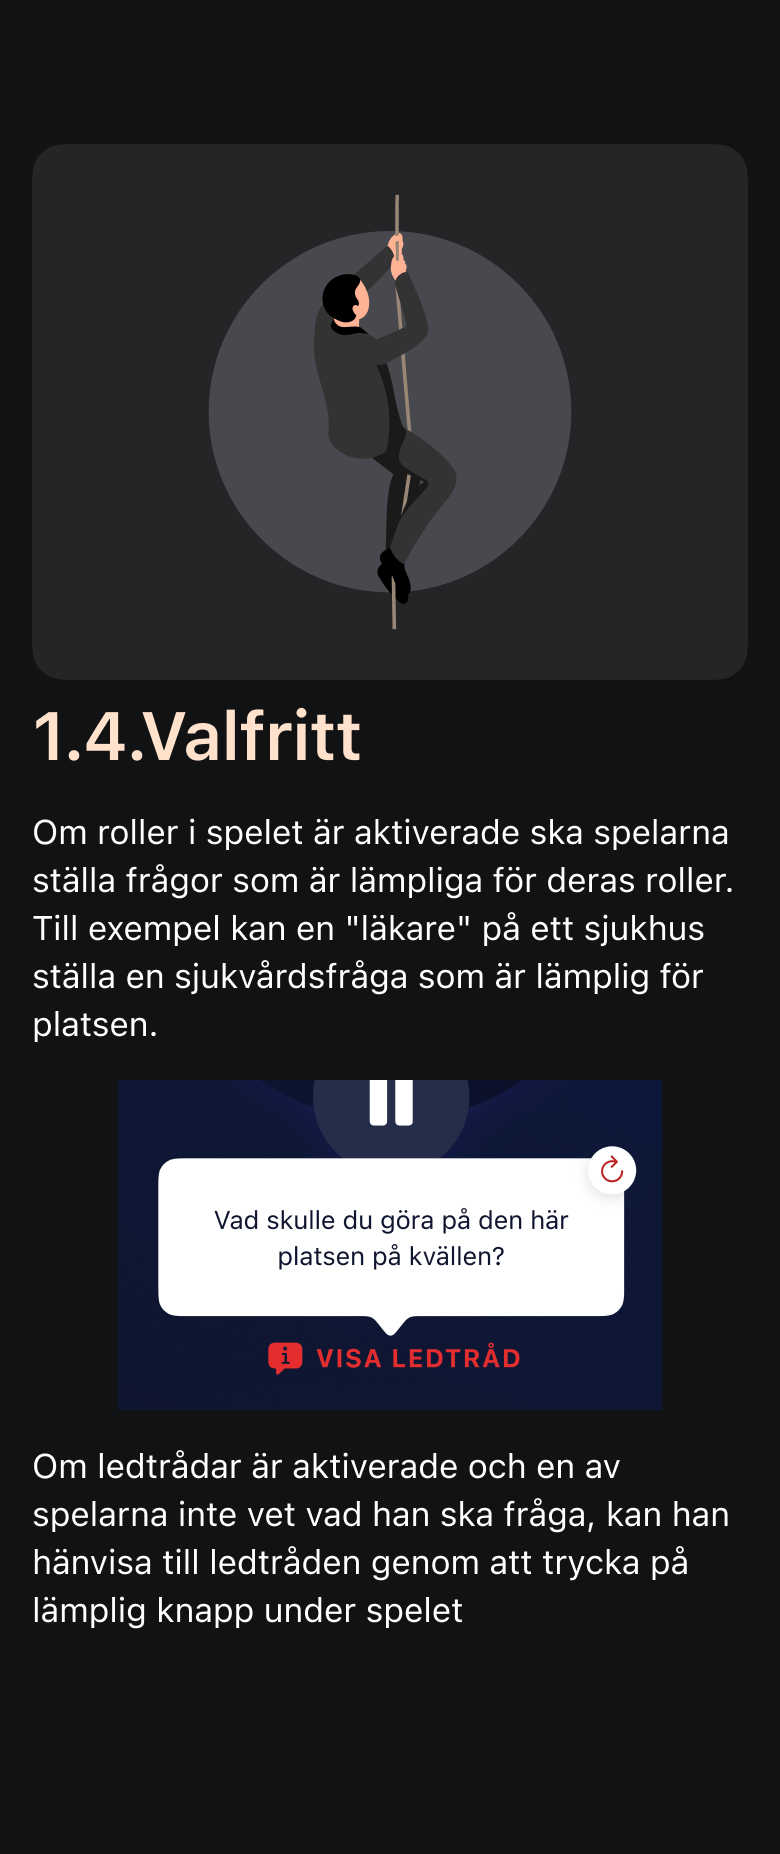 1.4.Valfritt
Om roller i spelet är aktiverade ska spelarna
ställa frågor som är lämpliga för deras roller.
Till exempel kan en "läkare" på ett sjukhus
ställa en sjukvårdsfråga som är lämplig för
platsen.
Vad skulle du göra på den här
platsen på kvällen?
VISA LEDTRÅD
Om ledtrådar är aktiverade och en av
spelarna inte vet vad han ska fråga, kan han
hänvisa till ledtråden genom att trycka på
lämplig knapp under spelet